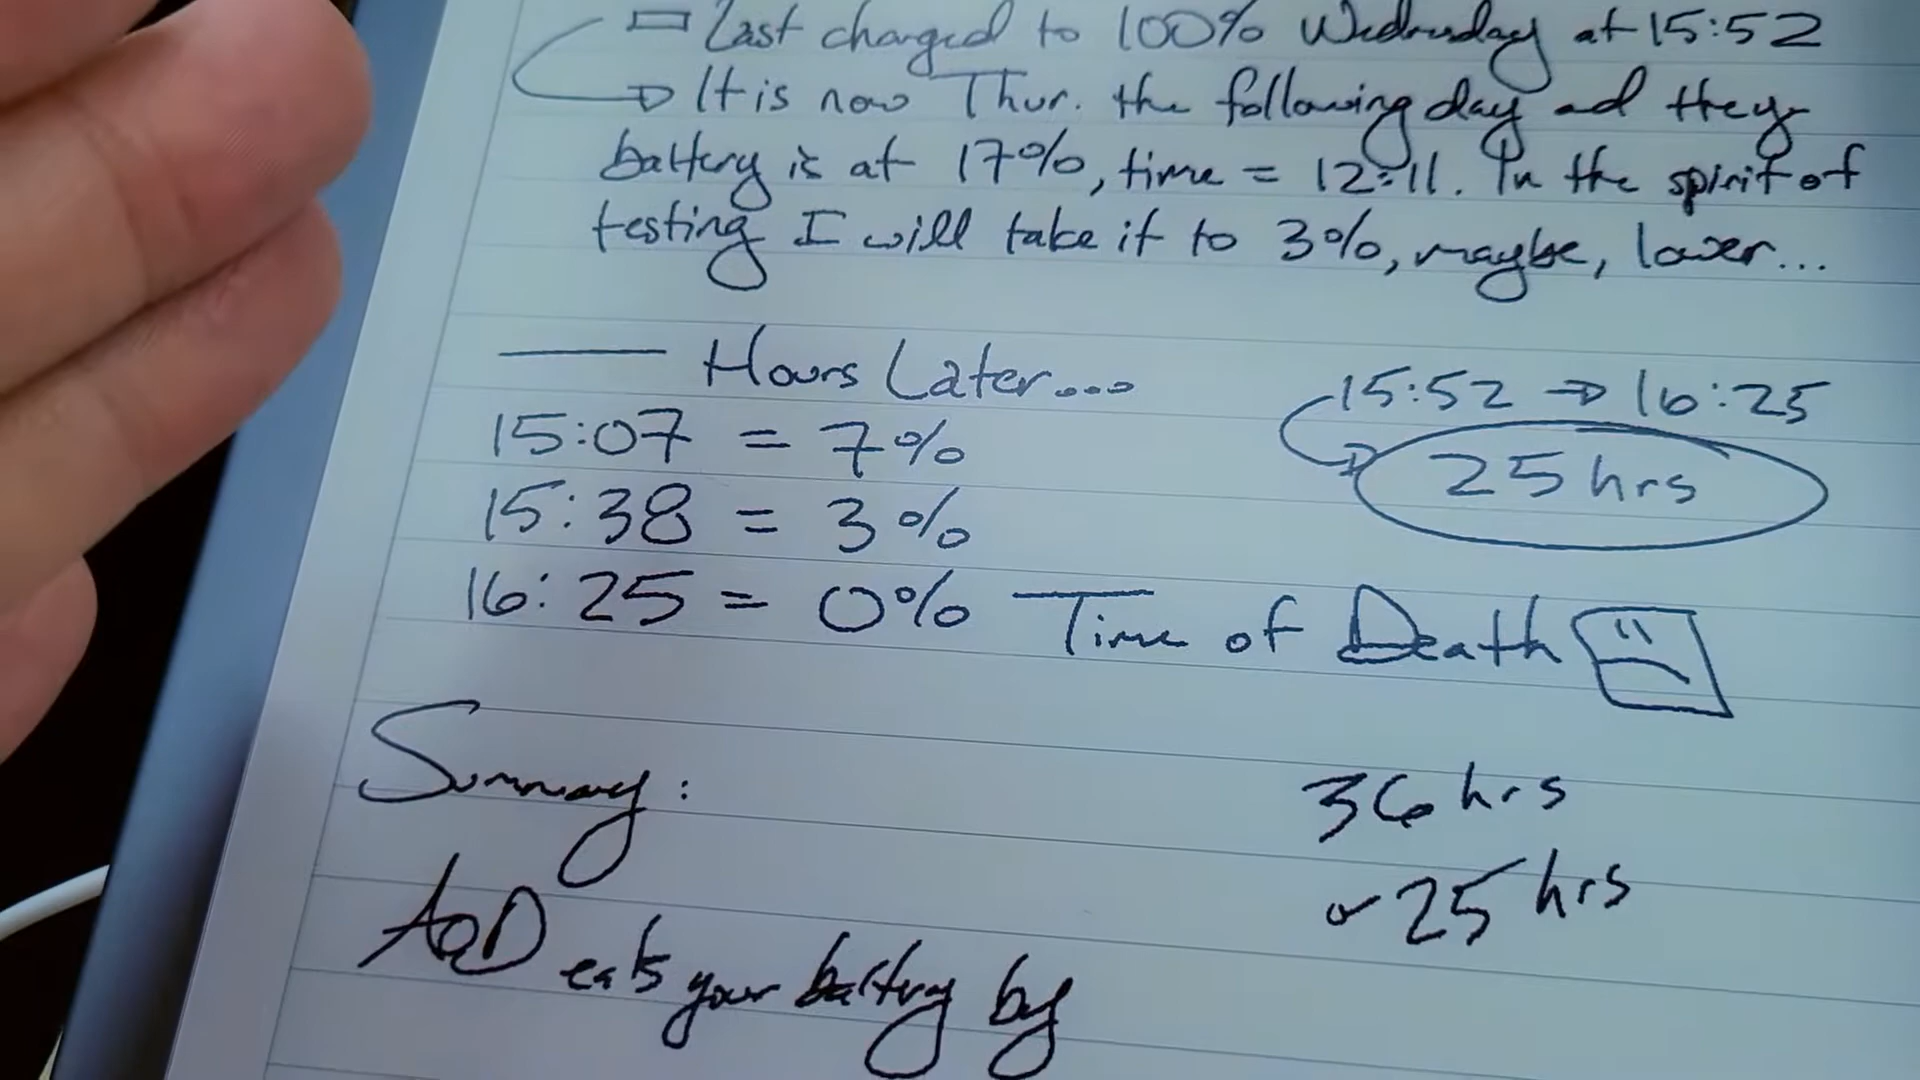 Last charged to 100% Wednesday at 15:52
It is now Thur. the following day ad they
battery is at 17%, time = 12:11. In the spirit of
testing I will take it to 3%, maybe, lower...
Hours Later...
15:52 → 16:25
15:07 = 7%
25 hrs
15:38 = 3%
16:25 = 0% Time of Death
Summary:
36 hrs
25 hrs
AOD eats your battery by